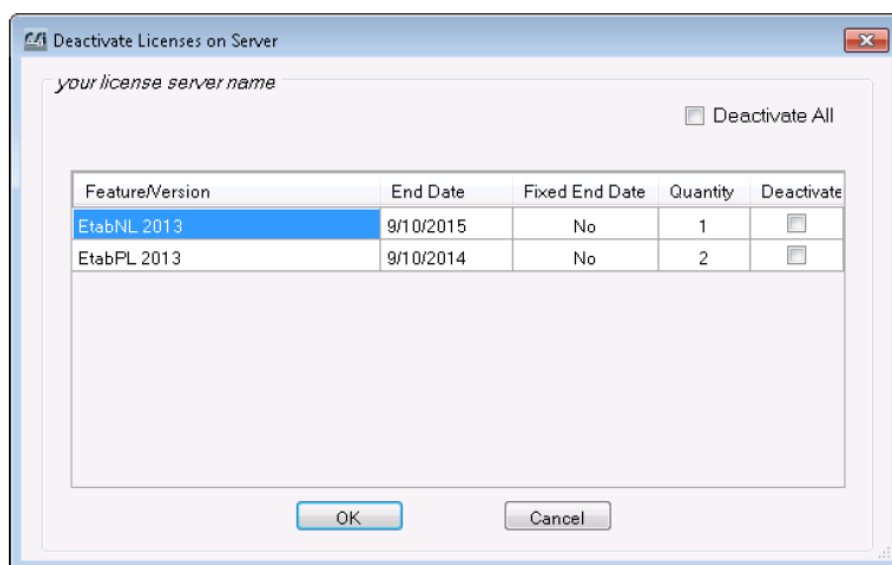 Deactivate Licenses on Server
your license server name
Deactivate All
Feature/Version End Date Fixed End Date Quantity Deactivate
EtabNL 2013 9/10/2015 No 1
EtabPL 2013 9/10/2014 No 2
OK Cancel